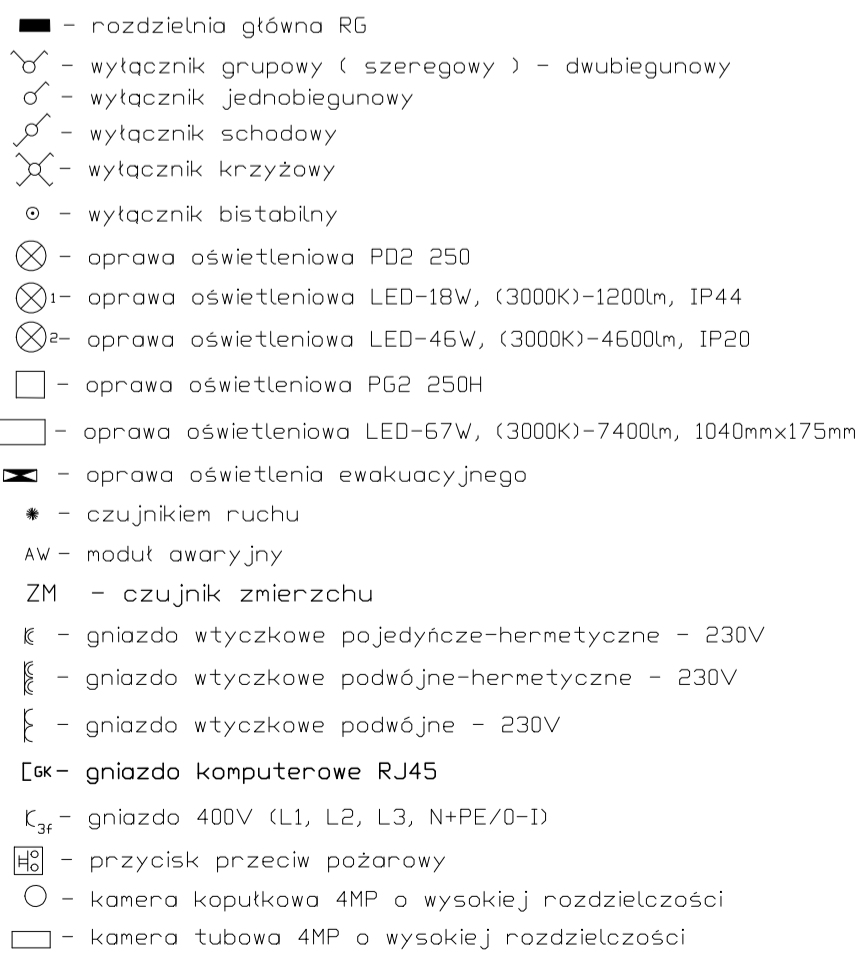 - rozdzielnia główna RG
- wyłącznik grupowy ( szeregowy ) - dwubiegunowy
- wyłącznik jednobiegunowy
- wyłącznik schodowy
- wyłącznik krzyżowy
- wyłącznik bistabilny
- oprawa oświetleniowa PD2 250
1- oprawa oświetleniowa LED-18W, (3000K)-1200lm, IP44
2- oprawa oświetleniowa LED-46W, (3000K)-4600lm, IP20
- oprawa oświetleniowa PG2 250H
- oprawa oświetleniowa LED-67W, (3000K)-7400lm, 1040mmx175mm
- oprawa oświetlenia ewakuacyjnego
- czujnikiem ruchu
AW - moduł awaryjny
ZM - czujnik zmierzchu
- gniazdo wtyczkowe pojedyńcze-hermetyczne - 230V
- gniazdo wtyczkowe podwójne-hermetyczne - 230V
- gniazdo wtyczkowe podwójne - 230V
GK - gniazdo komputerowe RJ45
3f - gniazdo 400V (L1, L2, L3, N+PE/0-I)
- przycisk przeciw pożarowy
- kamera kopułkowa 4MP o wysokiej rozdzielczości
- kamera tubowa 4MP o wysokiej rozdzielczości